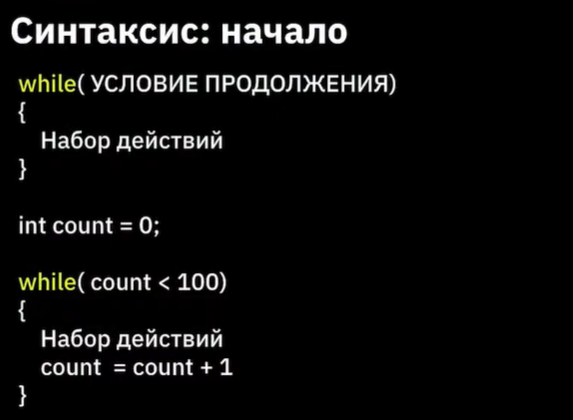 Синтаксис: начало
while( УСЛОВИЕ ПРОДОЛЖЕНИЯ)
{
Набор действий
}
int count = 0;
while( count < 100)
{
Набор действий
count = count + 1
}